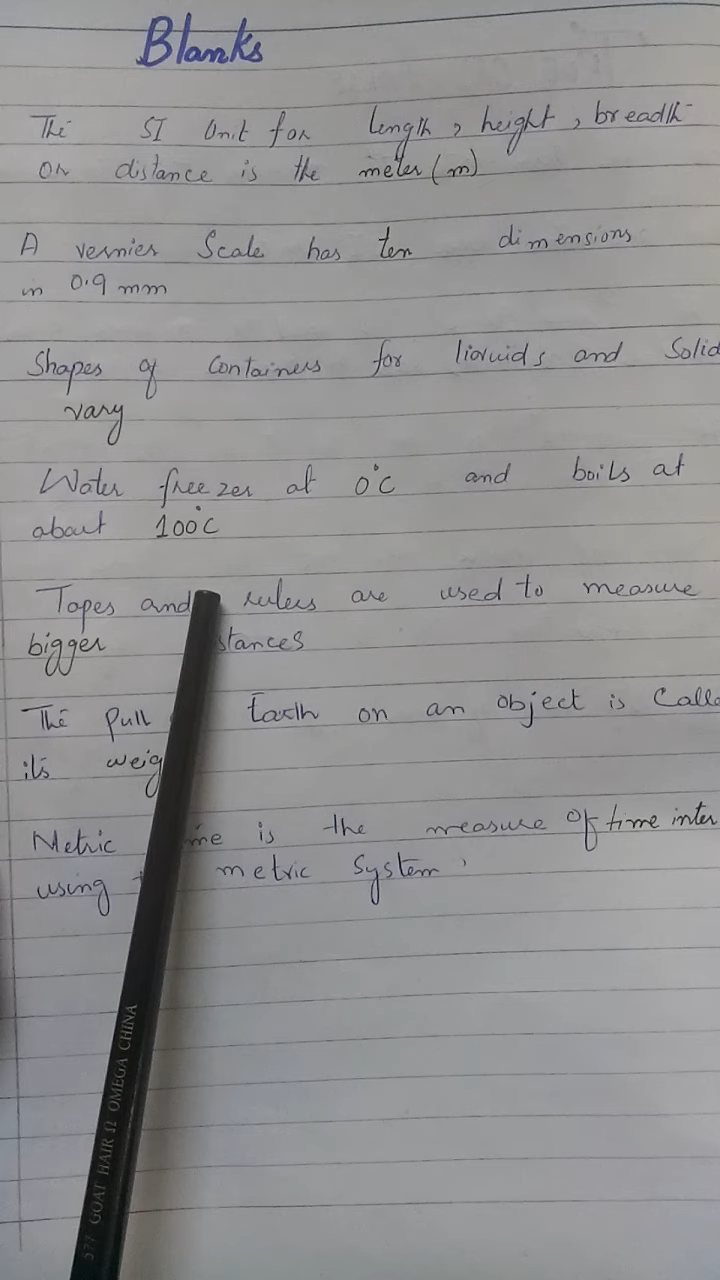 Blanks
The SI Unit for length, height, breadth
or distance is the meter (m)
A vernier Scale has ten dimensions
in 0.9 mm
Shapes of Containers for liquids and Solid
vary
Water freezes at 0°C and boils at
about 100°C
Tapes and rulers are used to measure
bigger stances
The Pull Earth on an object is Calle
its weig
Metric me is the measure Of time inter
using metric System.
577 GOAT HAIR Ω OMEGA CHINA